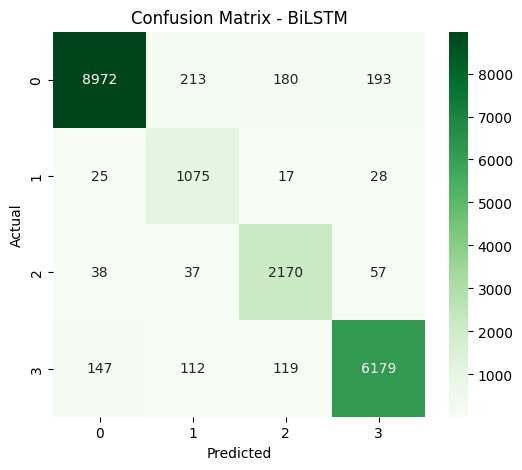 Confusion Matrix - BiLSTM
0 8972 213 180 193
1 25 1075 17 28
2 38 37 2170 57
3 147 112 119 6179
0 1 2 3
Actual
Predicted
8000
7000
6000
5000
4000
3000
2000
1000